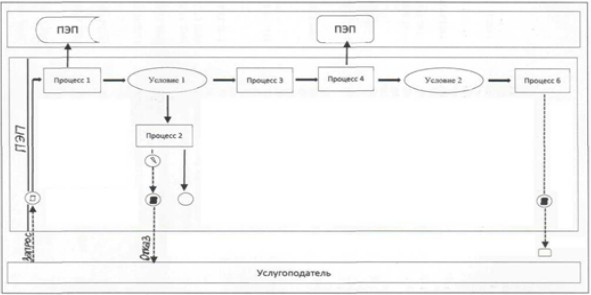 ПЭП
ПЭП
ПЭП
Процесс 1
Условие 1
Процесс 3
Процесс 4
Условие 2
Процесс 6
Процесс 2
Запрос
Отказ
Услугоподатель